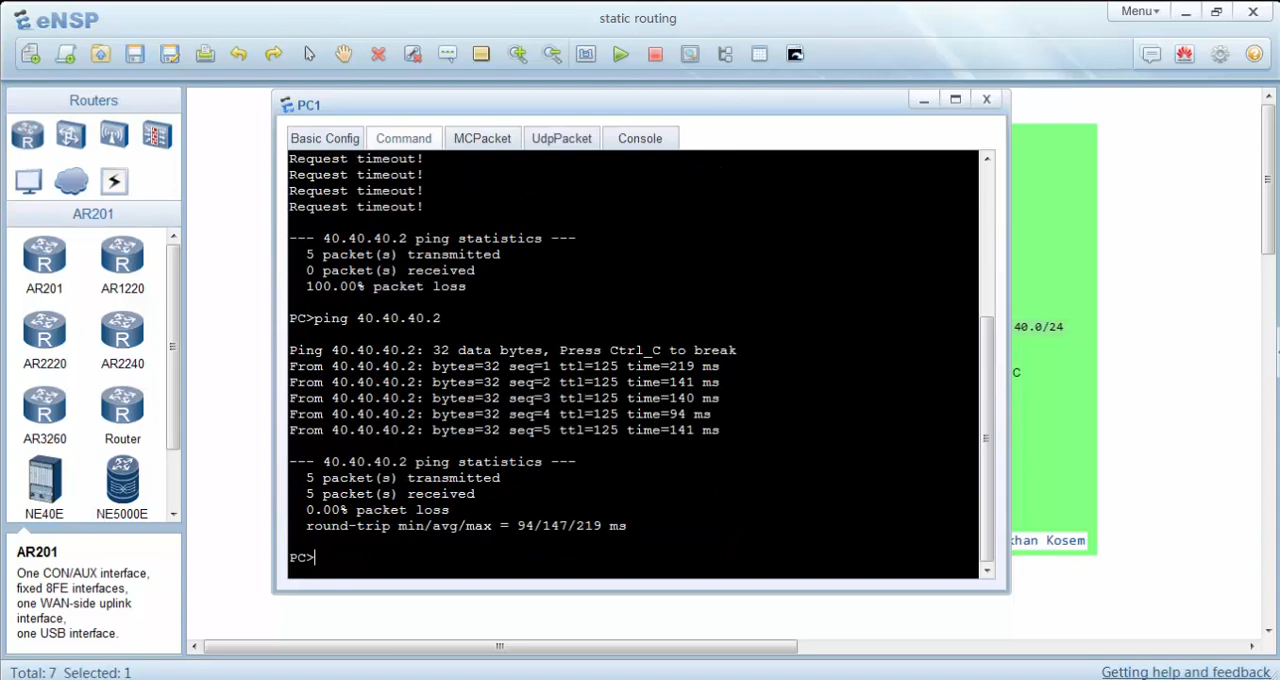 eNSP
static routing
Menu
Routers
AR201
AR201
AR1220
AR2220
AR2240
AR3260
Router
NE40E
NE5000E
AR201
One CON/AUX interface,
fixed 8FE interfaces,
one WAN-side uplink
interface,
one USB interface.
PC1
Basic Config
Command
MCPacket
UdpPacket
Console
Request timeout!
Request timeout!
Request timeout!
Request timeout!
--- 40.40.40.2 ping statistics ---
5 packet(s) transmitted
0 packet(s) received
100.00% packet loss
PC>ping 40.40.40.2
Ping 40.40.40.2: 32 data bytes, Press Ctrl_C to break
From 40.40.40.2: bytes=32 seq=1 ttl=125 time=219 ms
From 40.40.40.2: bytes=32 seq=2 ttl=125 time=141 ms
From 40.40.40.2: bytes=32 seq=3 ttl=125 time=140 ms
From 40.40.40.2: bytes=32 seq=4 ttl=125 time=94 ms
From 40.40.40.2: bytes=32 seq=5 ttl=125 time=141 ms
--- 40.40.40.2 ping statistics ---
5 packet(s) transmitted
5 packet(s) received
0.00% packet loss
round-trip min/avg/max = 94/147/219 ms
PC>
40.0/24
C
khan Kosem
Total: 7 Selected: 1
Getting help and feedback